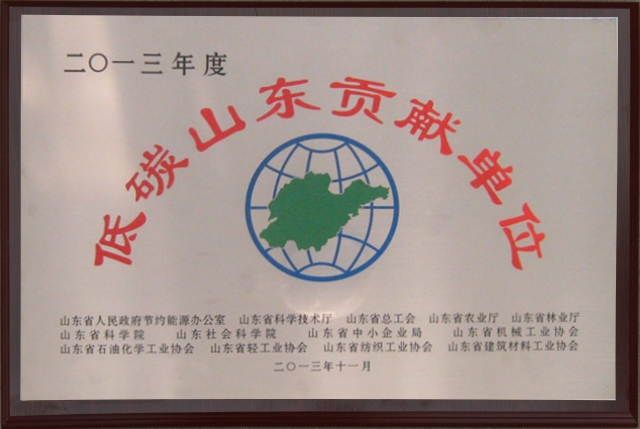 二〇一三年度
低碳山东贡献单位
山东省人民政府节约能源办公室 山东省科学技术厅 山东省总工会 山东省农业厅 山东省林业厅
山东省科学院 山东社会科学院 山东省中小企业局 山东省机械工业协会
山东省石油化学工业协会 山东省轻工业协会 山东省纺织工业协会 山东省建筑材料工业协会
二〇一三年十一月